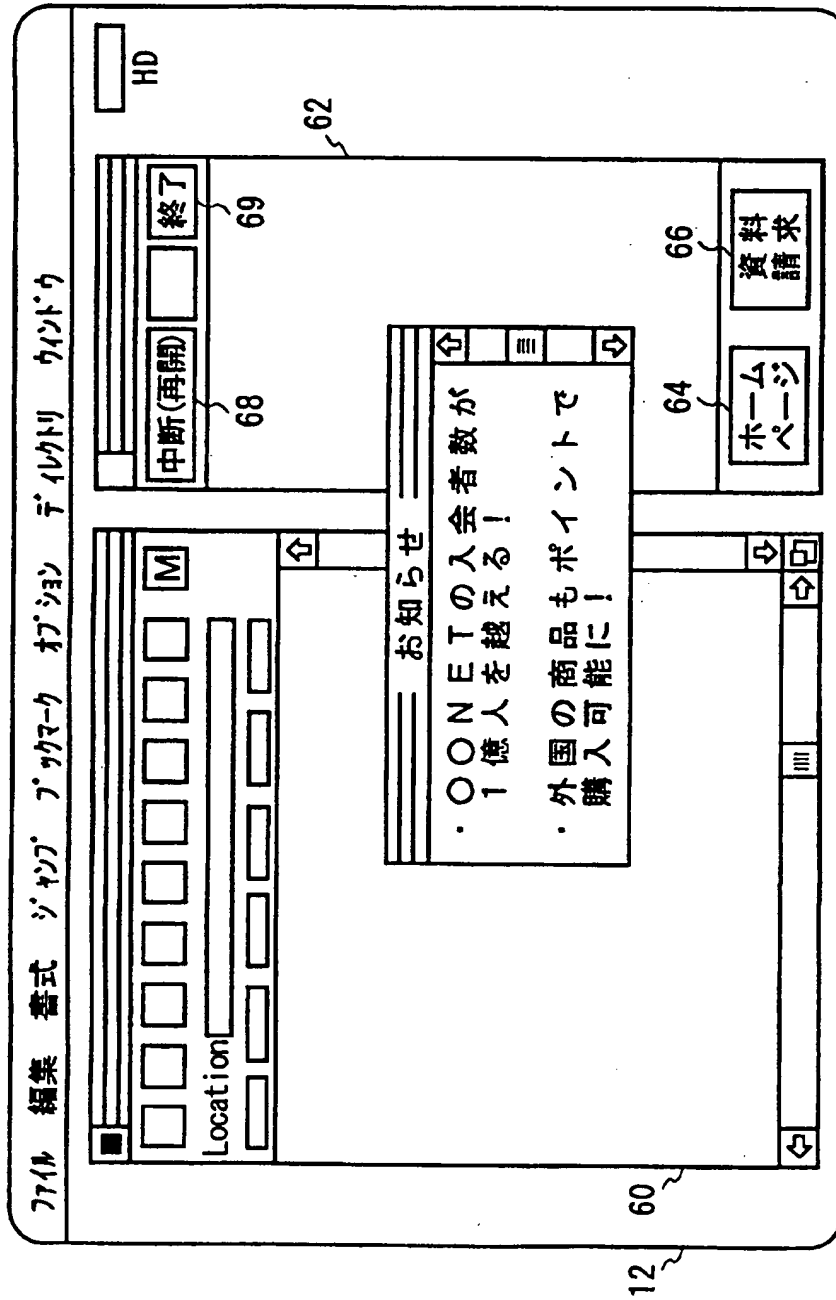 ファイル 編集 書式 ジャンプ ブックマーク オプション ディレクトリ ウィンドウ
HD
M
Location
中断(再開)
終了
68
69
62
お知らせ
・〇〇NETの入会者数が
1億人を越える!
・外国の商品もポイントで
購入可能に!
64
66
ホーム
ページ
資料
請求
60
12